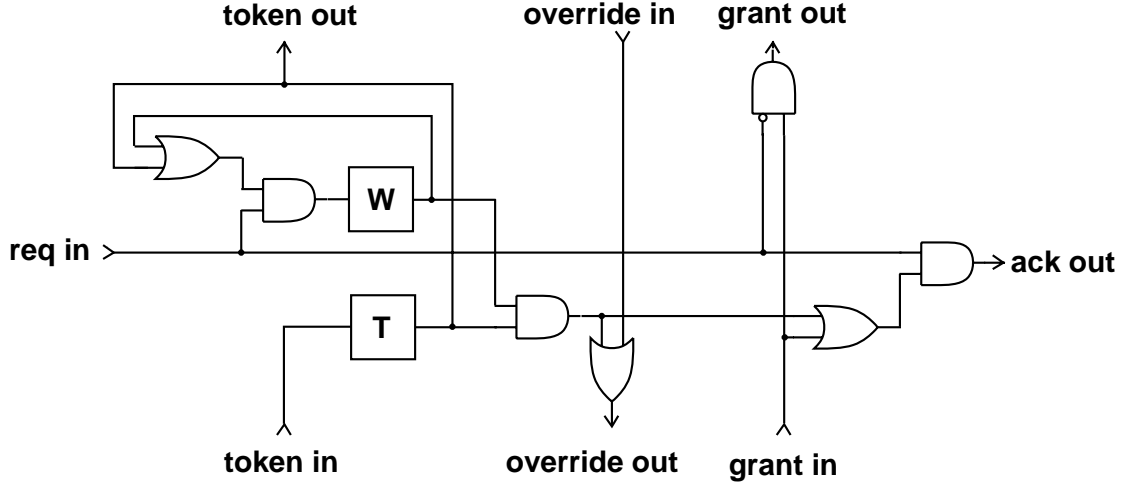 token out
override in
grant out
W
req in
ack out
T
token in
override out
grant in